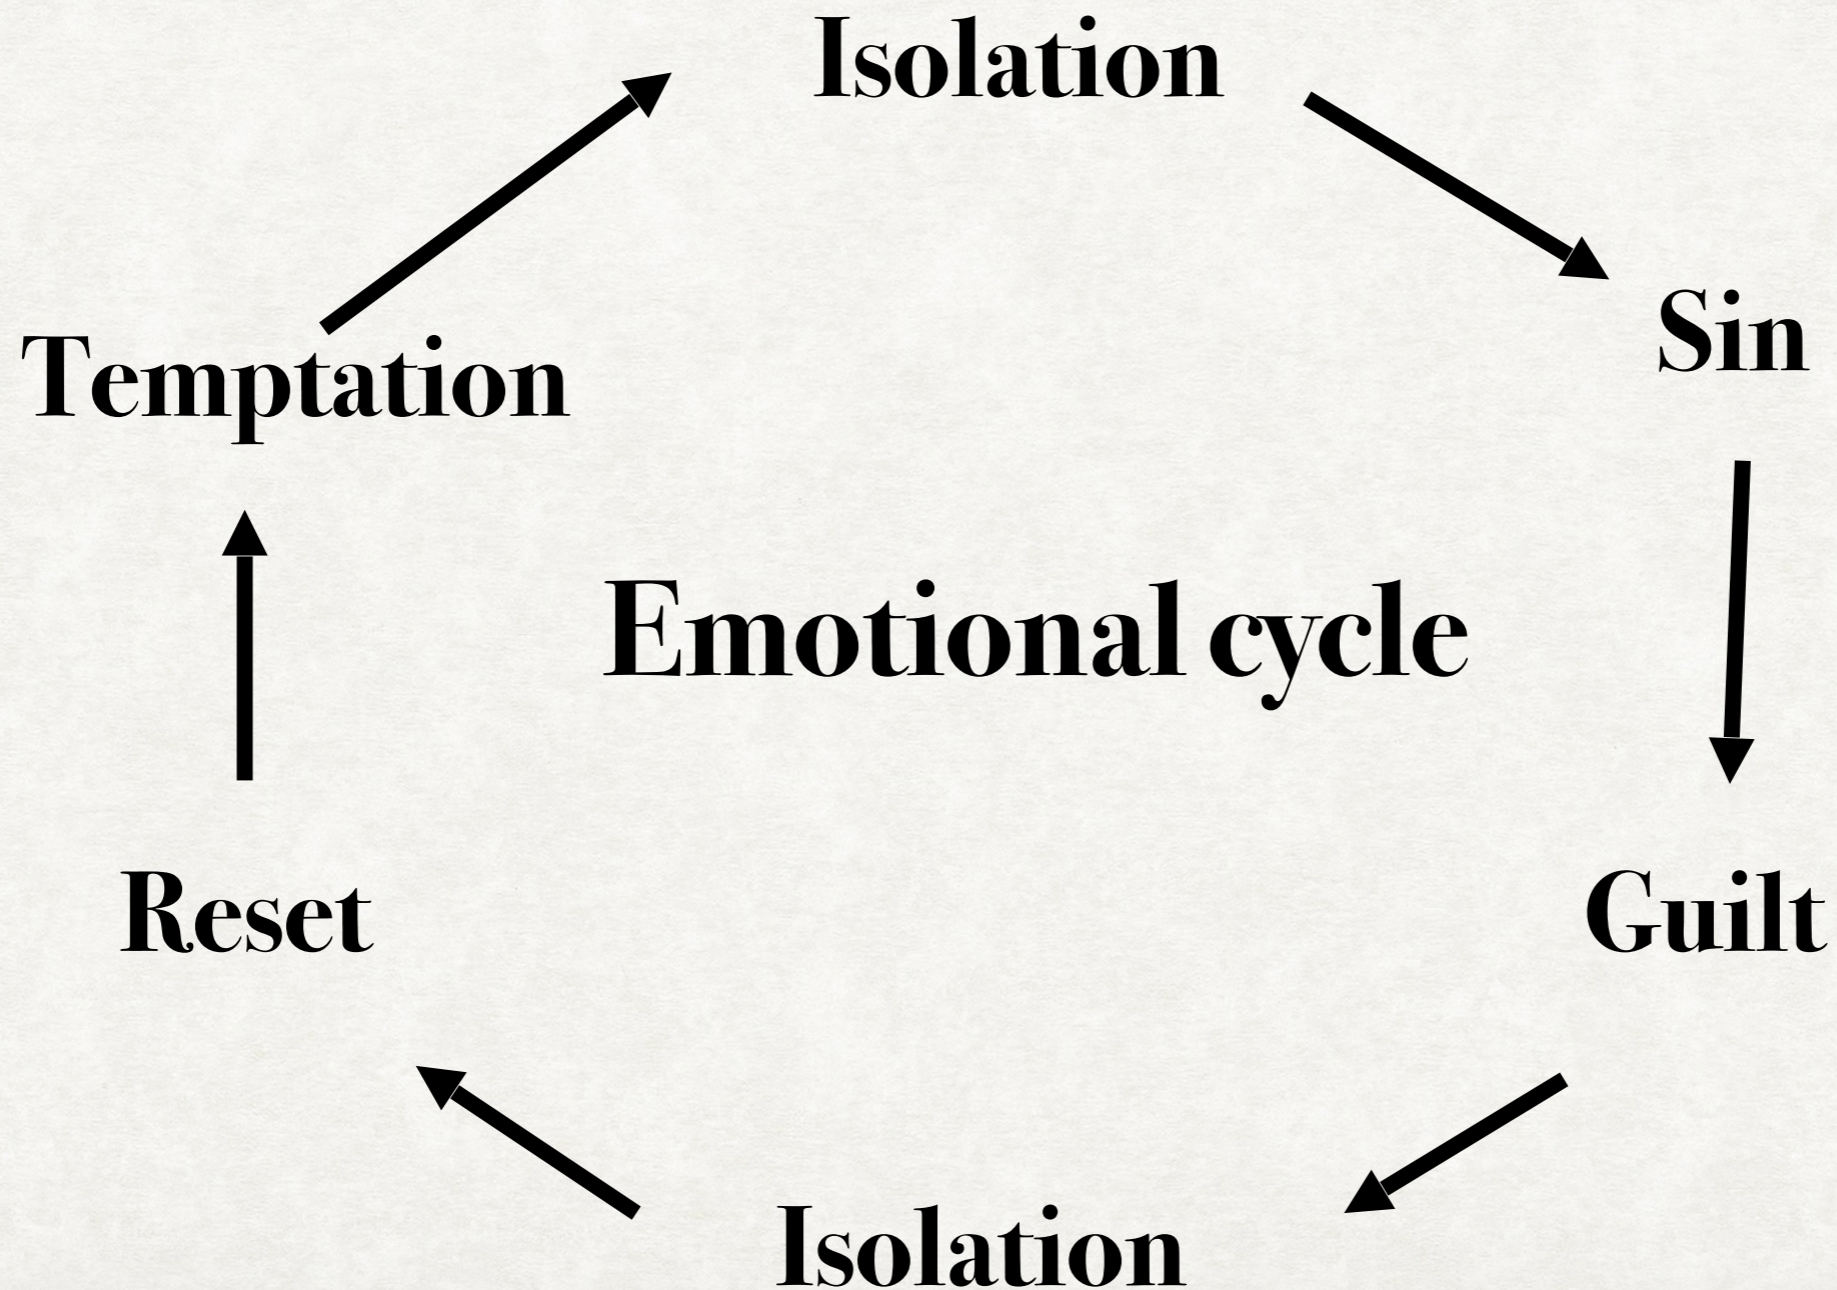 Isolation
Sin
Temptation
Emotional cycle
Reset
Guilt
Isolation